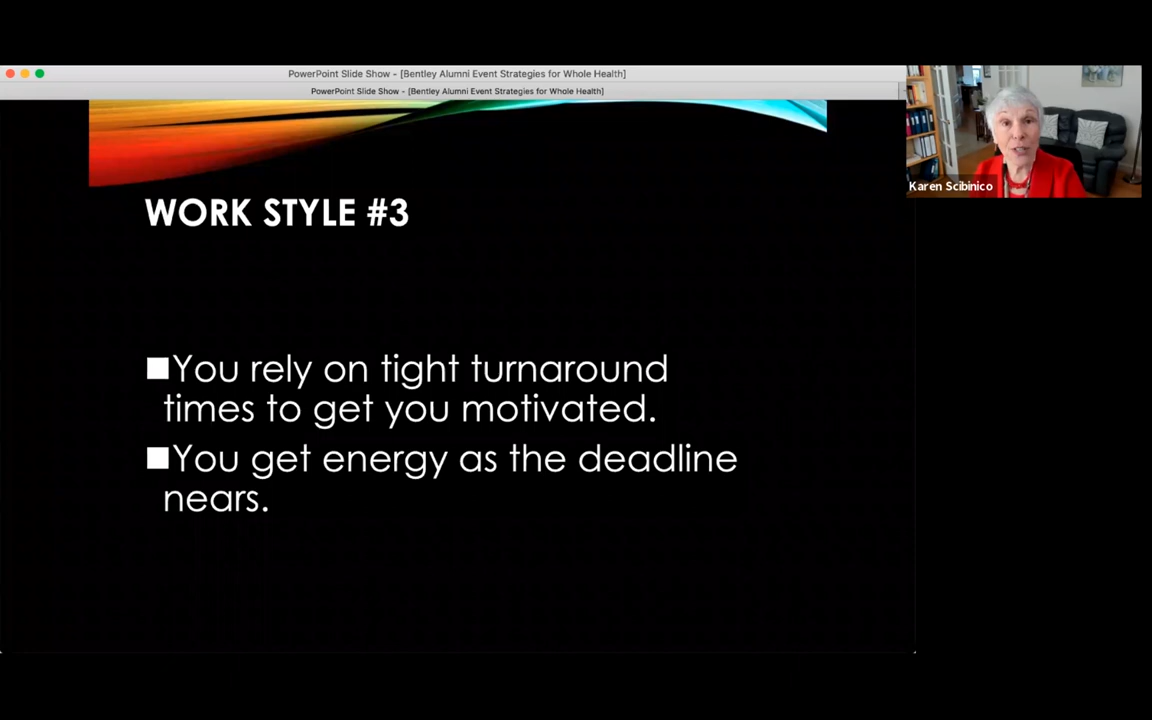 PowerPoint Slide Show - [Bentley Alumni Event Strategies for Whole Health]
PowerPoint Slide Show - [Bentley Alumni Event Strategies for Whole Health]
Karen Scibinico
WORK STYLE #3
You rely on tight turnaround
times to get you motivated.
You get energy as the deadline
nears.